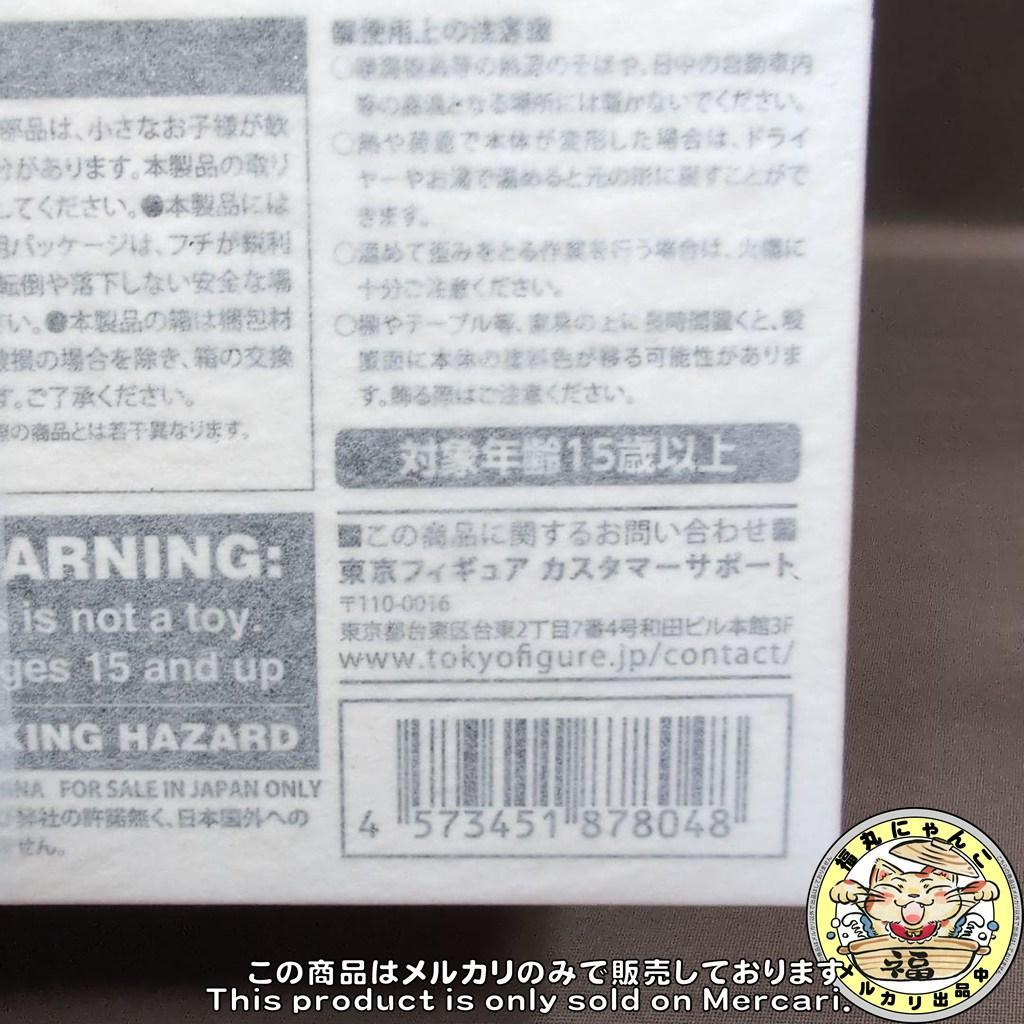 部品は、小さなお子様が飲
があります。本製品の取り
してください。●本製品には
用パッケージは、フチが鋭利
転倒や落下しない安全な場
い。●本製品の箱は梱包材
破損の場合を除き、箱の交換
す。ご了承ください。
際の商品とは若干異なります。
ARNING:
s is not a toy.
ges 15 and up
KING HAZARD
INA FOR SALE IN JAPAN ONLY
弊社の許諾無く、日本国外への
せん。
■使用上の注意■
○暖房器具等の熱源のそばや、日中の自動車内
等の高温となる場所には置かないでください。
○熱や荷重で本体が変形した場合は、ドライ
ヤーやお湯で温めると元の形に戻すことがで
きます。
○温めて歪みをとる作業を行う場合は、火傷に
十分ご注意ください。
○棚やテーブル等、家具の上に長時間置くと、設
置面に本体の塗料色が移る可能性がありま
す。飾る際はご注意ください。
対象年齢15歳以上
■この商品に関するお問い合わせ■
東京フィギュア カスタマーサポート
〒110-0016
東京都台東区台東2丁目7番4号和田ビル本館3F
www.tokyofigure.jp/contact/
4 573451 878048
福丸にゃんこ
福
メルカリ出品中
この商品はメルカリのみで販売しております。
This product is only sold on Mercari.